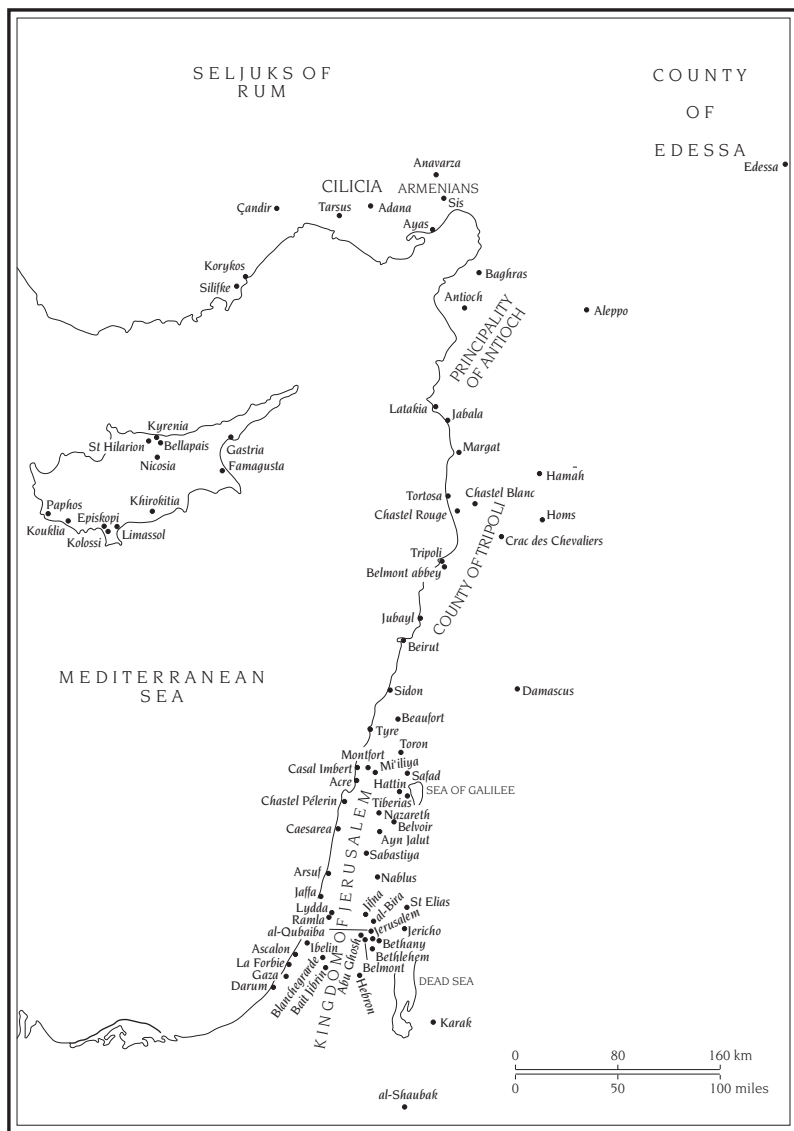 SELJUKS OF
RUM
COUNTY
OF
EDESSA
Edessa
Anavarza
CILICIA
ARMENIANS
Sis
Çandir
Tarsus
Adana
Ayas
Korykos
Silifke
Baghras
Antioch
Aleppo
PRINCIPALITY
OF ANTIOCH
Latakia
Jabala
Kyrenia
St Hilarion
Bellapais
Gastria
Nicosia
Famagusta
Margat
Hamāh
Tortosa
Chastel Blanc
Chastel Rouge
Homs
Crac des Chevaliers
Paphos
Khirokitia
Episkopi
Kouklia
Kolossi
Limassol
Tripoli
Belmont abbey
COUNTY OF TRIPOLI
Jubayl
Beirut
MEDITERRANEAN
SEA
Sidon
Damascus
Beaufort
Tyre
Toron
Montfort
Mi'iliya
Casal Imbert
Safad
Acre
Hattin
SEA OF GALILEE
Chastel Pélerin
Tiberias
Nazareth
Belvoir
Caesarea
Ayn Jalut
Sabastiya
KINGDOM OF JERUSALEM
Arsuf
Nablus
Jaffa
Lydda
Ramla
Jifna
al-Bira
St Elias
al-Qubaiba
Jerusalem
Jericho
Ibelin
Abu Ghosh
Bethany
Ascalon
Bethlehem
La Forbie
Belmont
Gaza
Blanchegrarde
Bait Jibrin
Hebron
DEAD SEA
Darum
Karak
0 80 160 km
0 50 100 miles
al-Shaubak